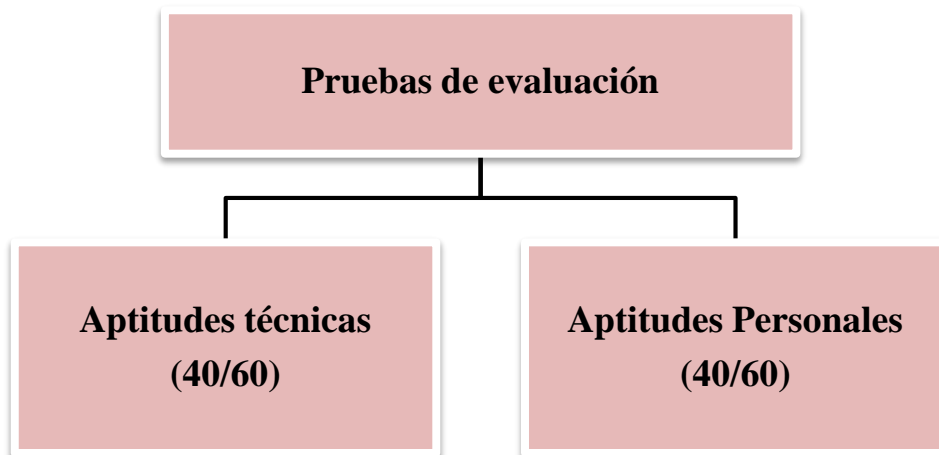 Pruebas de evaluación
Aptitudes técnicas
(40/60)
Aptitudes Personales
(40/60)